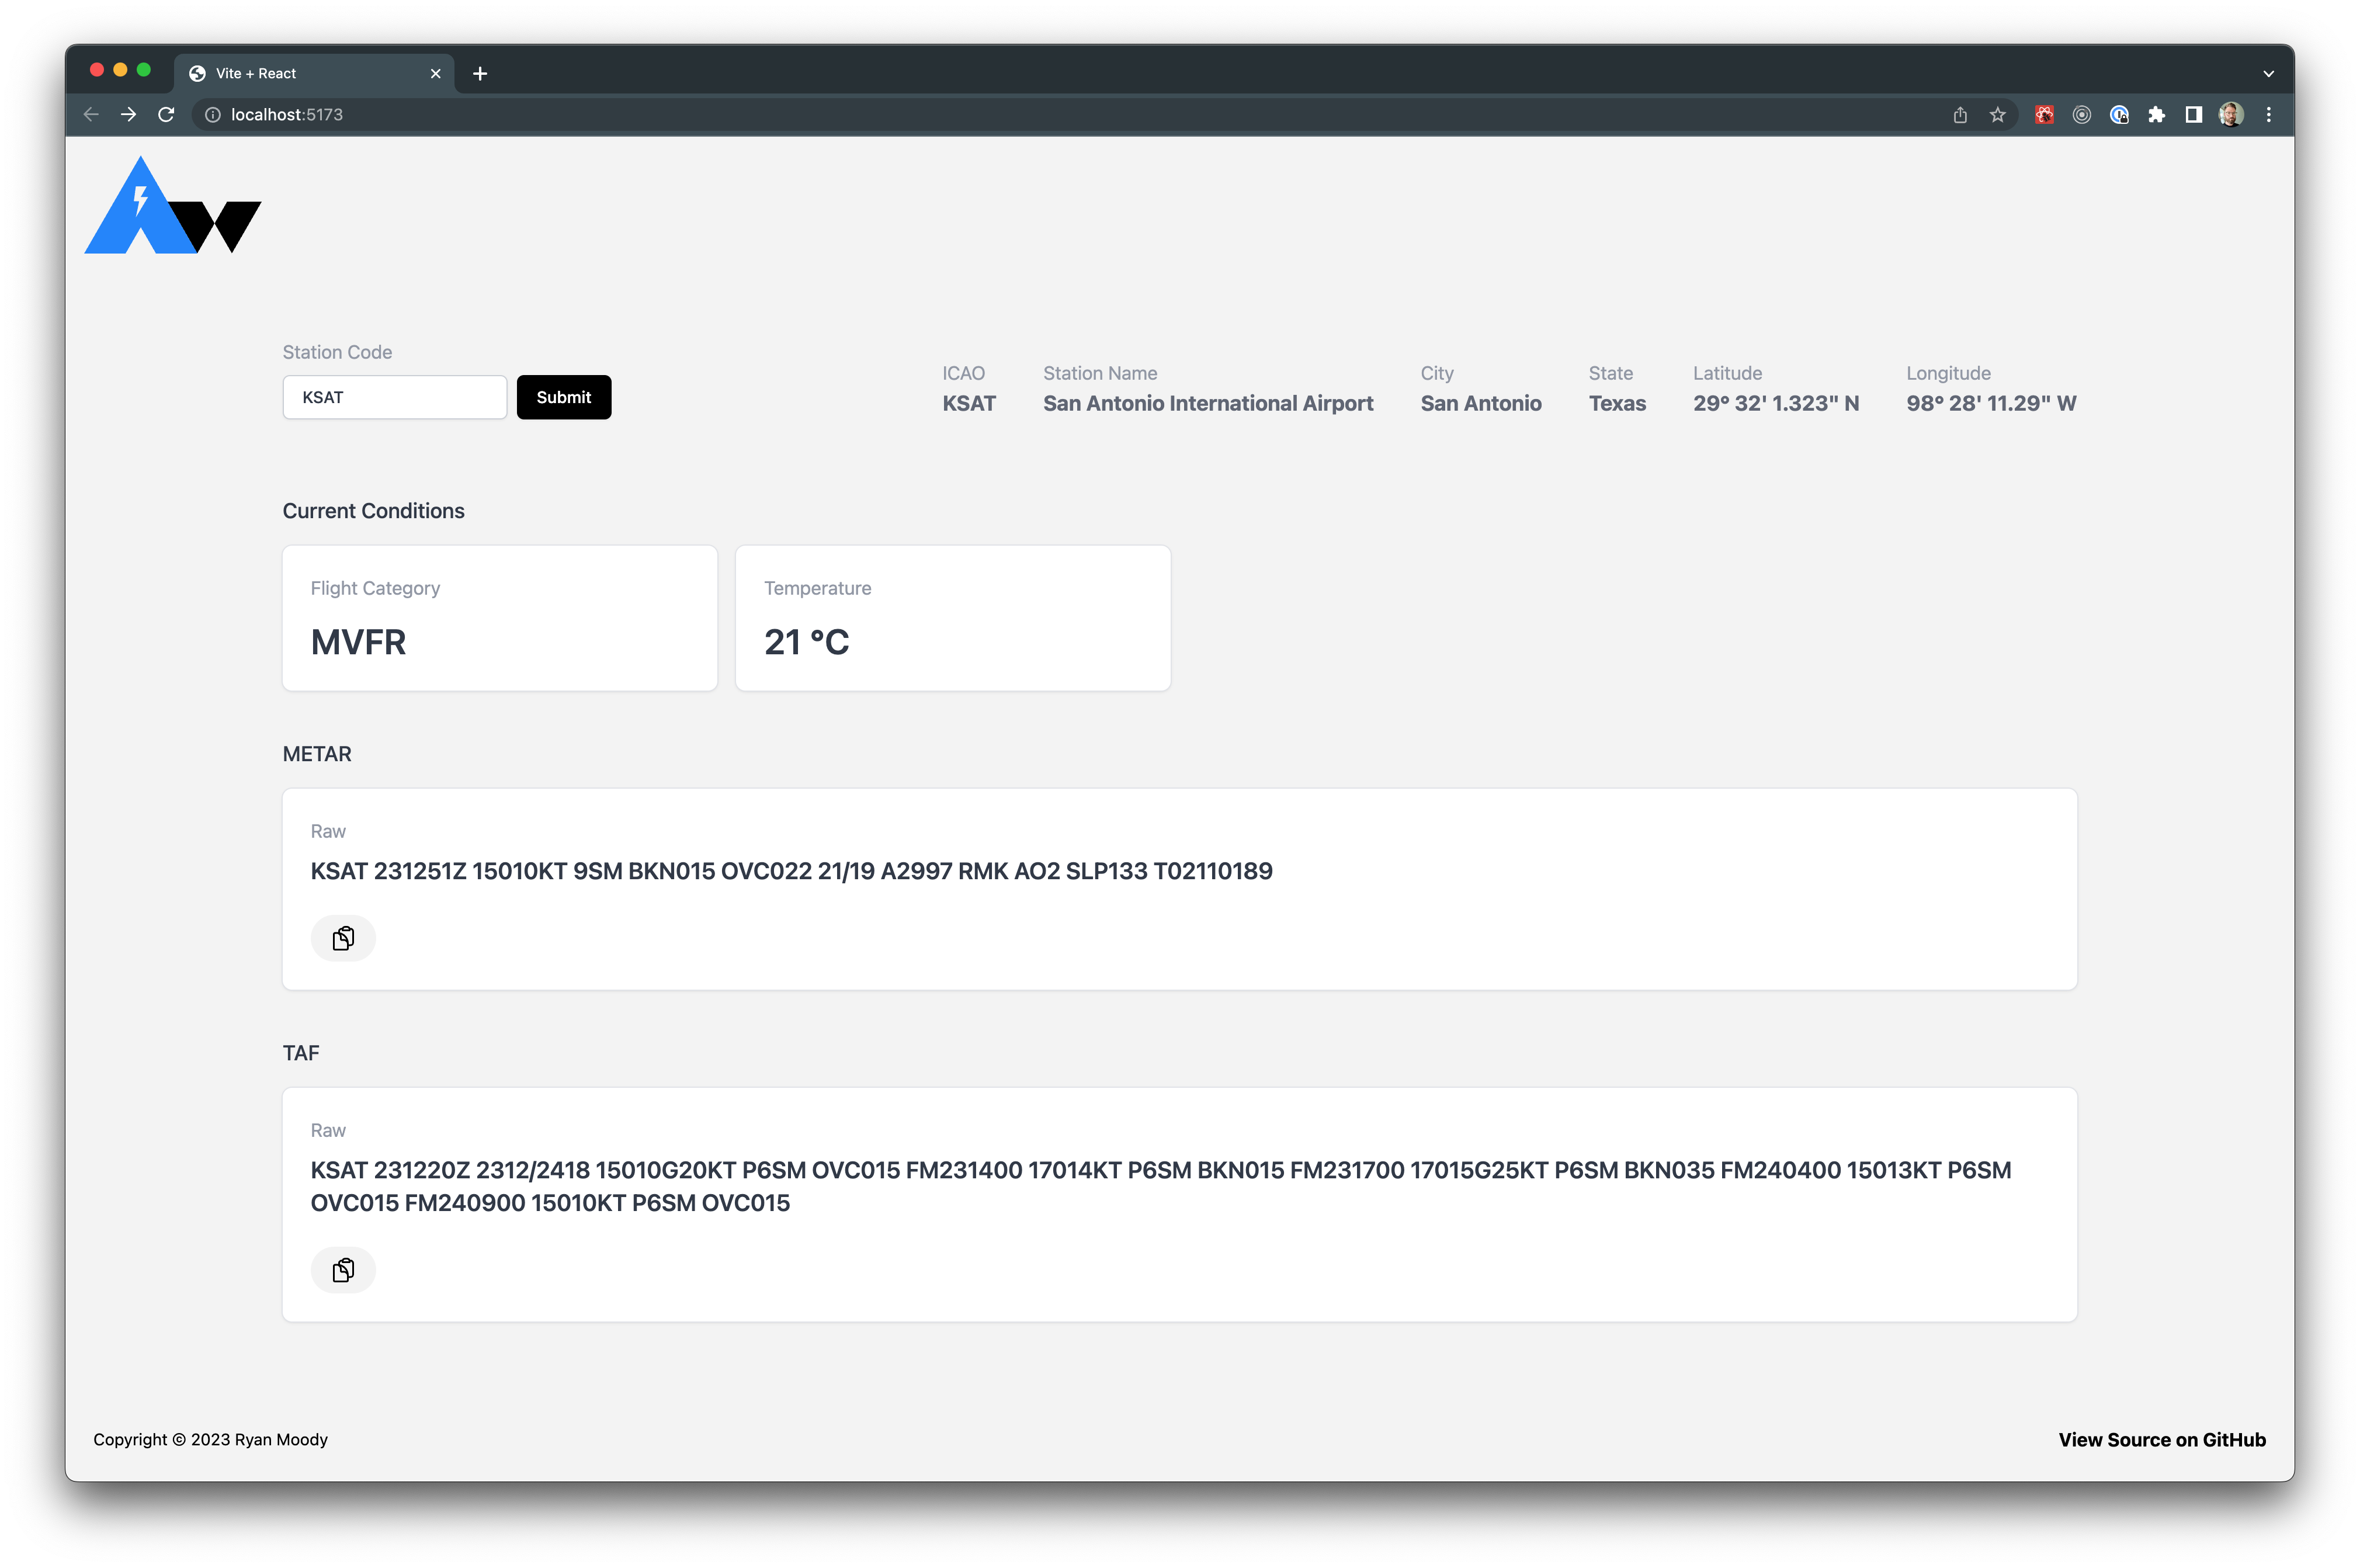 Vite + React
localhost:5173
Aw
Station Code
KSAT
Submit
ICAO
KSAT
Station Name
San Antonio International Airport
City
San Antonio
State
Texas
Latitude
29° 32' 1.323" N
Longitude
98° 28' 11.29" W
Current Conditions
Flight Category
MVFR
Temperature
21 °C
METAR
Raw
KSAT 231251Z 15010KT 9SM BKN015 OVC022 21/19 A2997 RMK AO2 SLP133 T02110189
TAF
Raw
KSAT 231220Z 2312/2418 15010G20KT P6SM OVC015 FM231400 17014KT P6SM BKN015 FM231700 17015G25KT P6SM BKN035 FM240400 15013KT P6SM
OVC015 FM240900 15010KT P6SM OVC015
Copyright © 2023 Ryan Moody
View Source on GitHub